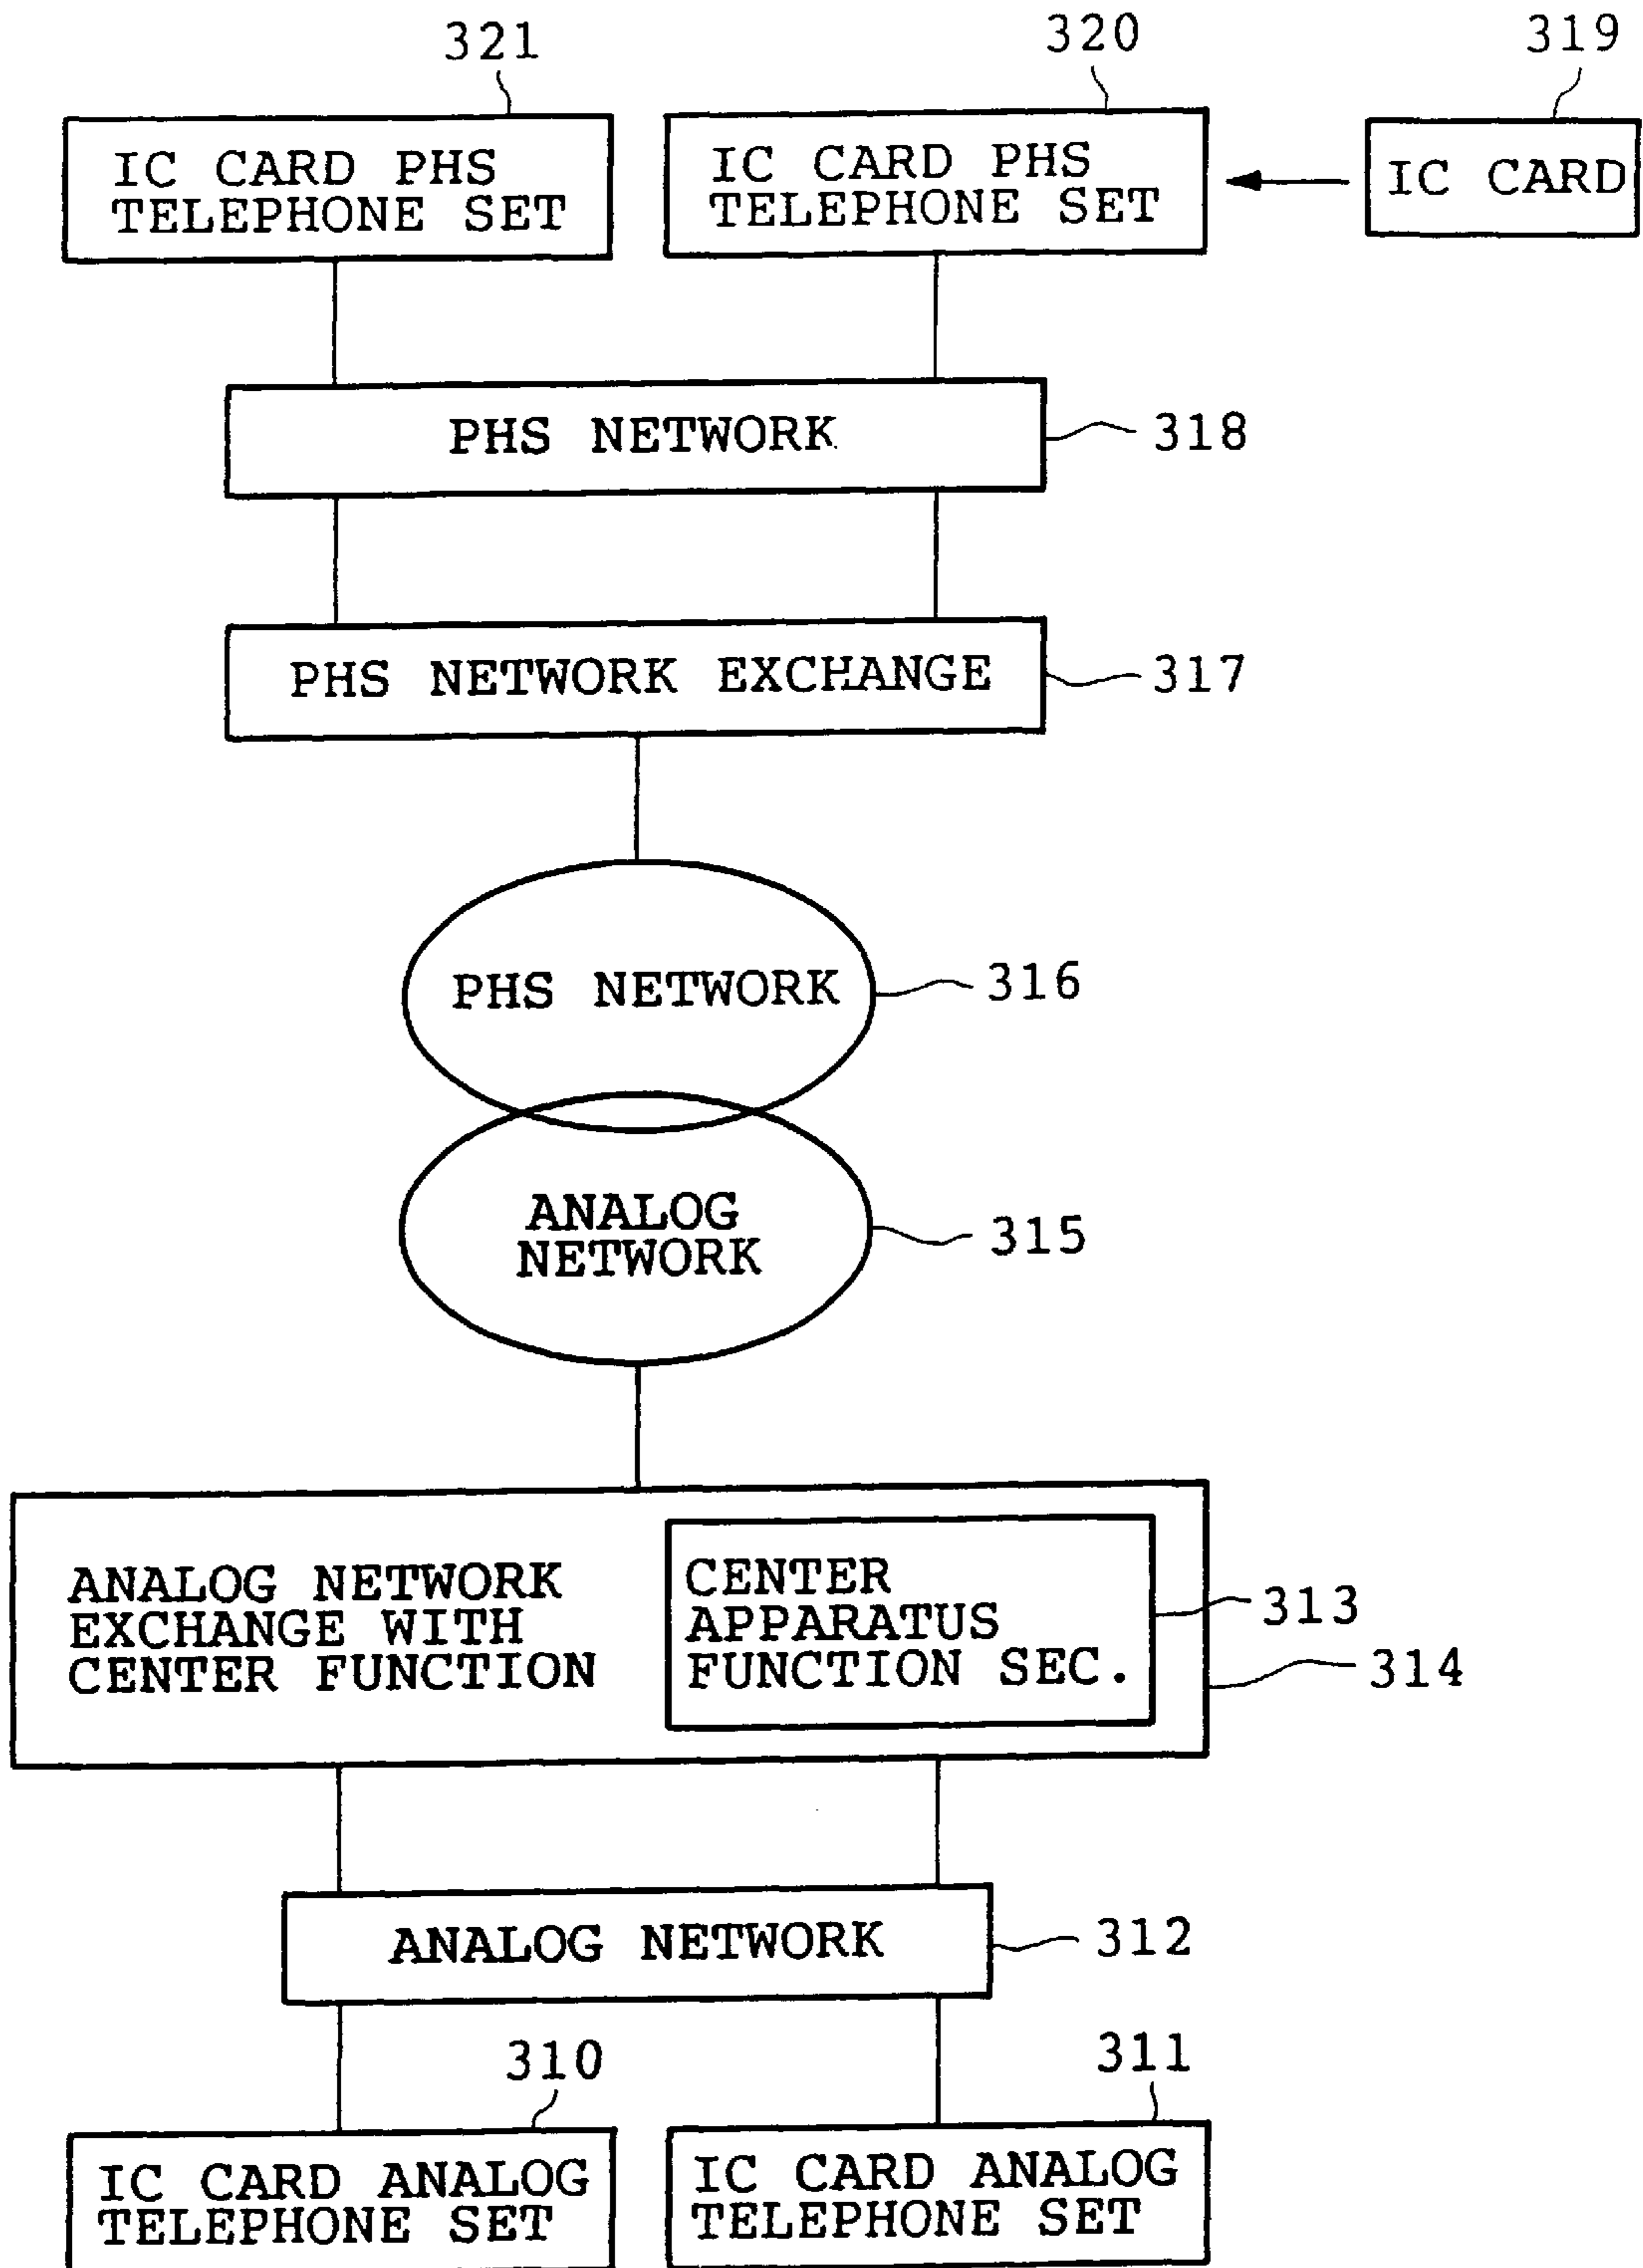 321
320
319
IC CARD PHS
TELEPHONE SET
IC CARD PHS
TELEPHONE SET
IC CARD
PHS NETWORK
318
PHS NETWORK EXCHANGE
317
PHS NETWORK
316
ANALOG
NETWORK
315
ANALOG NETWORK
EXCHANGE WITH
CENTER FUNCTION
CENTER
APPARATUS
FUNCTION SEC.
313
314
ANALOG NETWORK
312
310
311
IC CARD ANALOG
TELEPHONE SET
IC CARD ANALOG
TELEPHONE SET